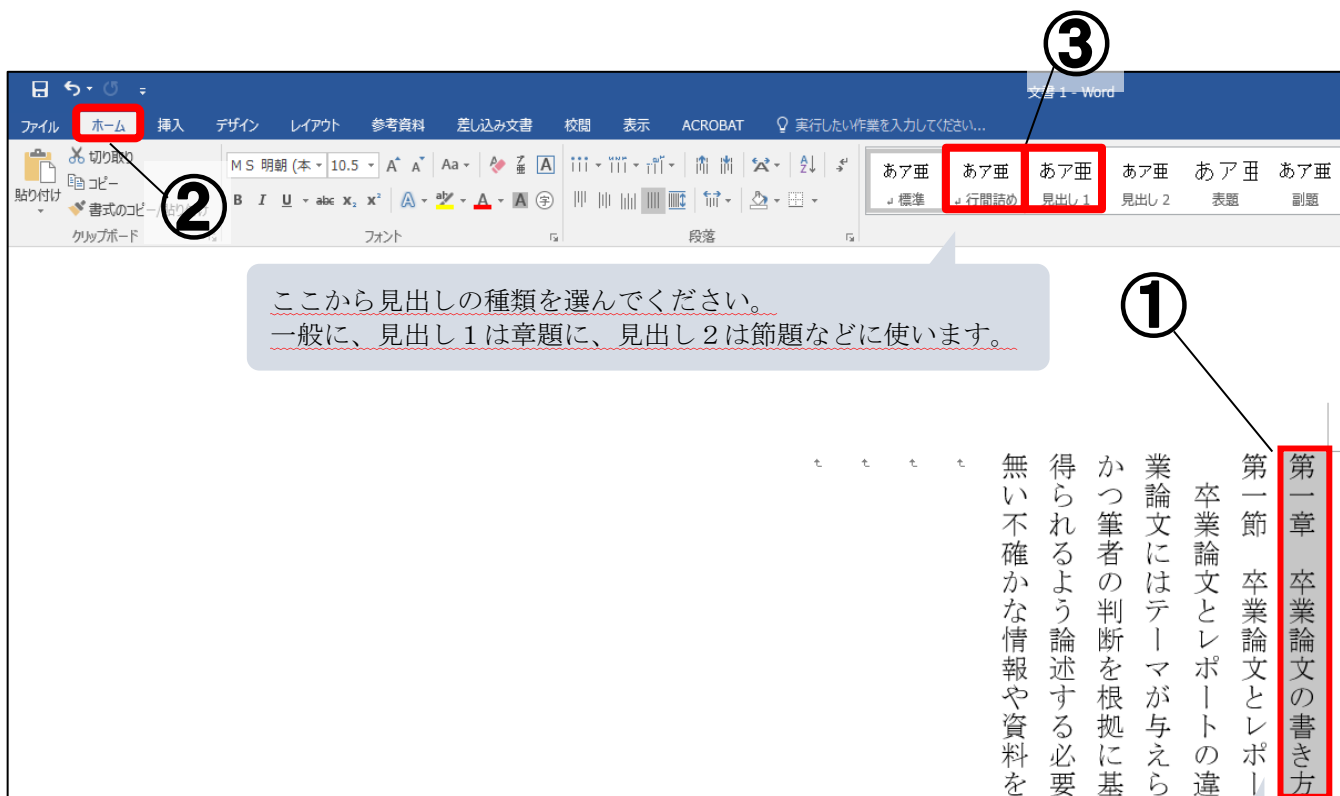 ③
文書 1 - Word
ファイル ホーム 挿入 デザイン レイアウト 参考資料 差し込み文書 校閲 表示 ACROBAT 実行したい作業を入力してください...
切り取り
コピー
書式のコピー/貼り付け
貼り付け
クリップボード
②
MS 明朝 (本 10.5 Aa
B I U abc x₂ x²
フォント
段落
あア亜 あア亜 あア亜 あア亜 あア亜 あア亜
標準 行間詰め 見出し 1 見出し 2 表題 副題
ここから見出しの種類を選んでください。
一般に、見出し１は章題に、見出し２は節題などに使います。
①
第一章　卒業論文の書き方
第一節　卒業論文とレポー
卒業論文とレポートの違
業論文にはテーマが与えら
かつ筆者の判断を根拠に基
得られるよう論述する必要
無い不確かな情報や資料を